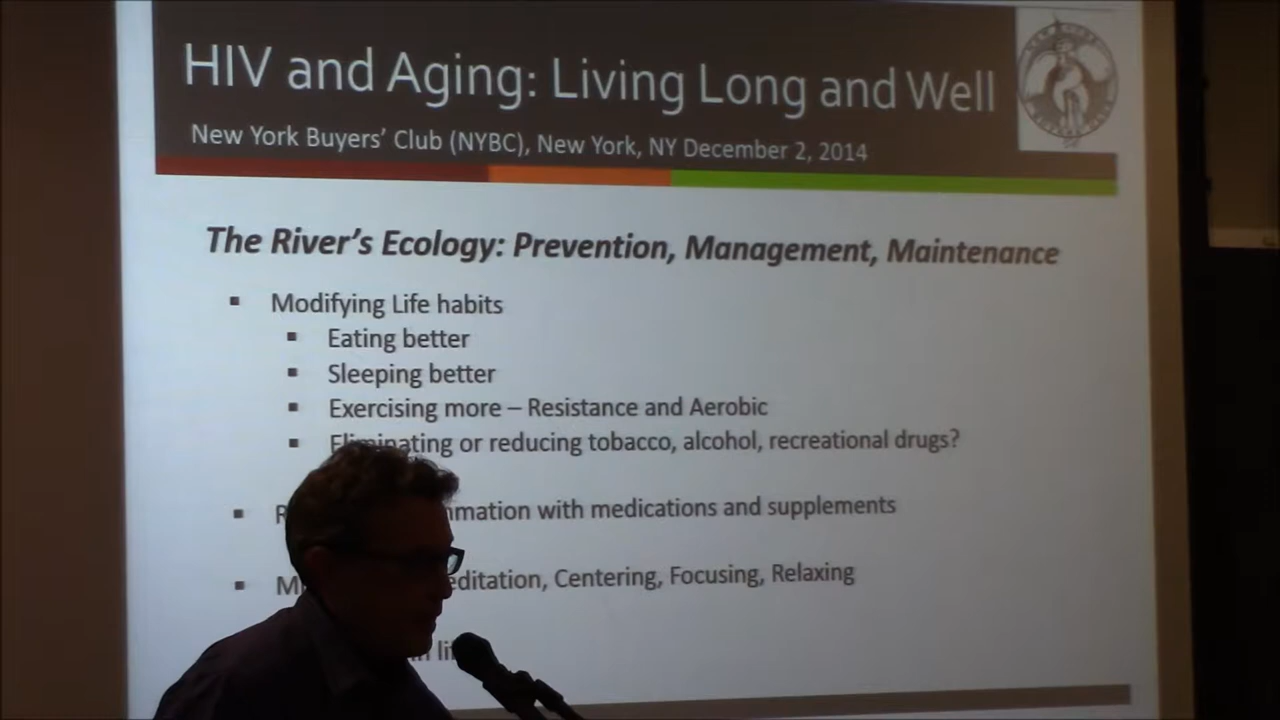 HIV and Aging: Living Long and Well
New York Buyers' Club (NYBC), New York, NY December 2, 2014
The River's Ecology: Prevention, Management, Maintenance
Modifying Life habits
Eating better
Sleeping better
Exercising more – Resistance and Aerobic
Eliminating or reducing tobacco, alcohol, recreational drugs?
with medications and supplements
Centering, Focusing, Relaxing